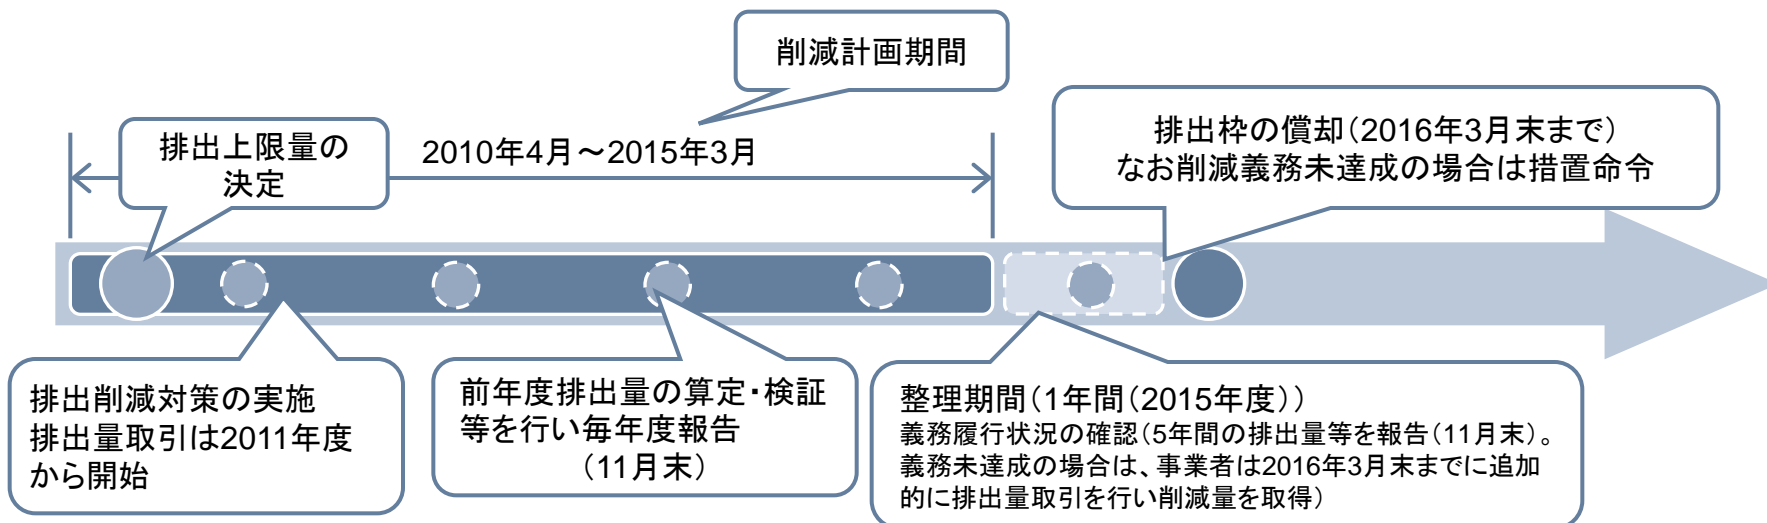 削減計画期間
排出上限量の
決定
2010年4月～2015年3月
排出枠の償却（2016年3月末まで）
なお削減義務未達成の場合は措置命令
排出削減対策の実施
排出量取引は2011年度
から開始
前年度排出量の算定・検証
等を行い毎年度報告
（11月末）
整理期間（1年間（2015年度））
義務履行状況の確認（5年間の排出量等を報告（11月末）。
義務未達成の場合は、事業者は2016年3月末までに追加
的に排出量取引を行い削減量を取得）